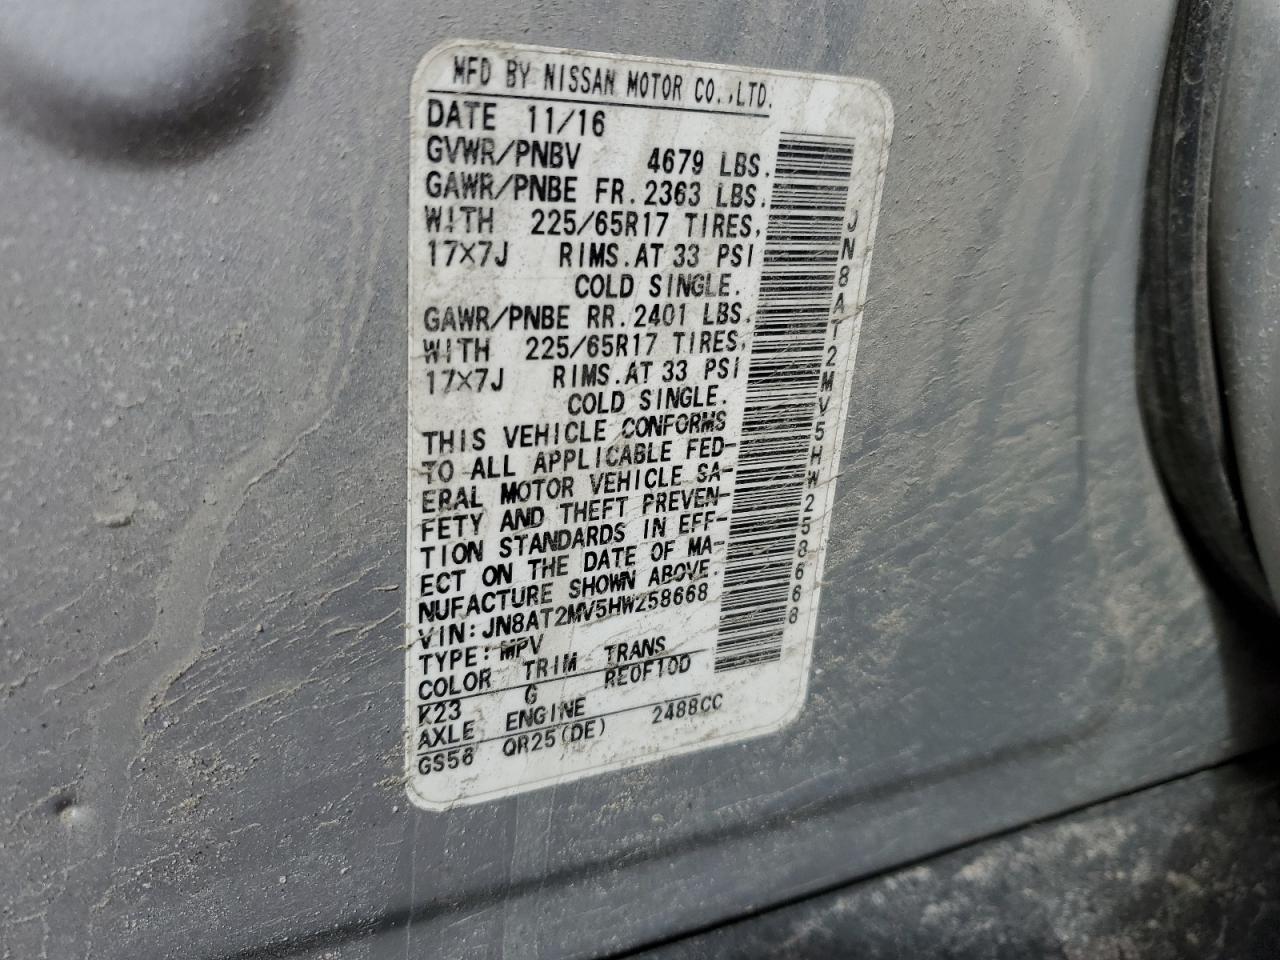 MFD BY NISSAN MOTOR CO.,LTD.
DATE 11/16
GVWR/PNBV 4679 LBS.
GAWR/PNBE FR. 2363 LBS.
WITH 225/65R17 TIRES,
17X7J RIMS. AT 33 PSI
COLD SINGLE.
GAWR/PNBE RR. 2401 LBS.
WITH 225/65R17 TIRES,
17X7J RIMS. AT 33 PSI
COLD SINGLE.
THIS VEHICLE CONFORMS
TO ALL APPLICABLE FED-
ERAL MOTOR VEHICLE SA-
FETY AND THEFT PREVEN-
TION STANDARDS IN EFF-
ECT ON THE DATE OF MA-
NUFACTURE SHOWN ABOVE.
VIN: JN8AT2MV5HW258668
TYPE: MPV
COLOR TRIM TRANS
K23 G RE0F10D
AXLE ENGINE
GS56 QR25(DE) 2488CC
JN8AT2MV5HW258668